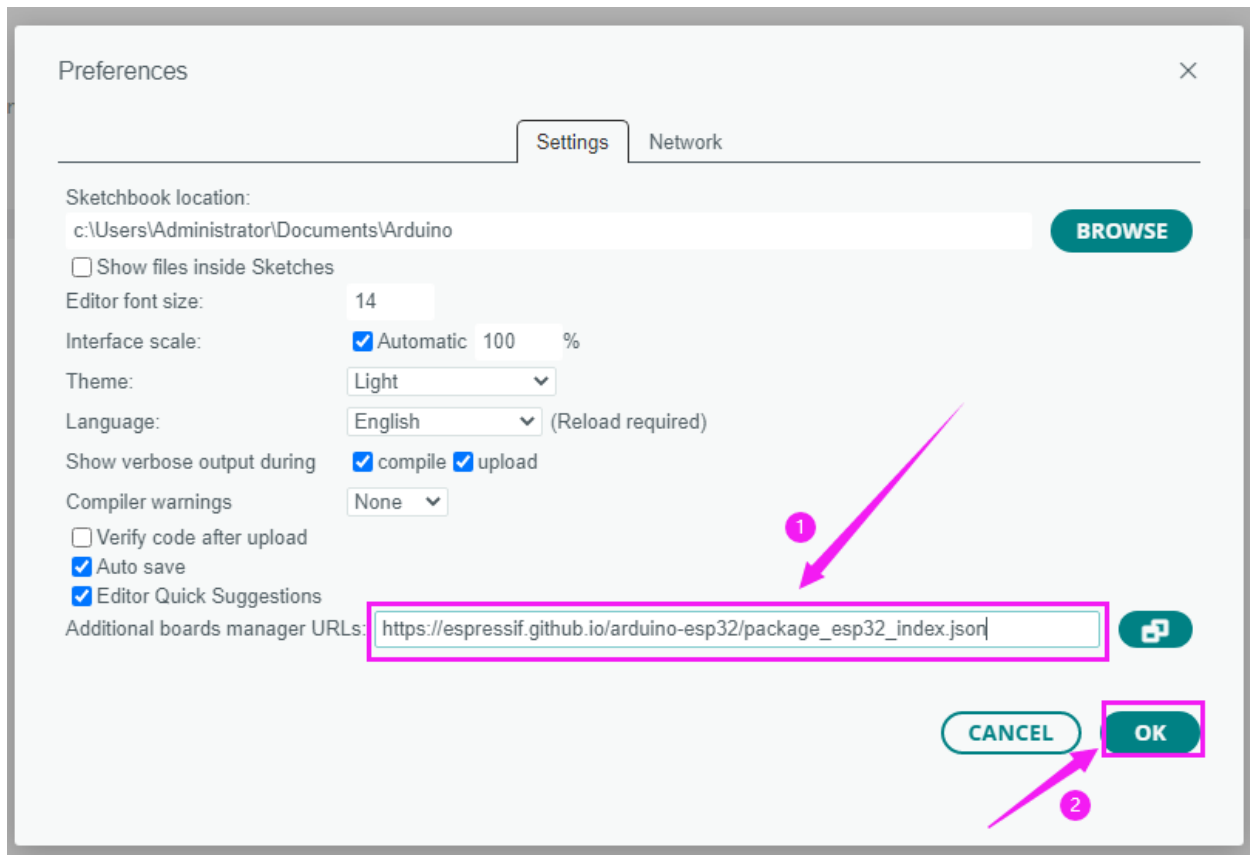 Preferences
Settings Network
Sketchbook location:
c:\Users\Administrator\Documents\Arduino
BROWSE
Show files inside Sketches
Editor font size: 14
Interface scale: Automatic 100 %
Theme: Light
Language: English (Reload required)
Show verbose output during compile upload
Compiler warnings None
1
Verify code after upload
Auto save
Editor Quick Suggestions
Additional boards manager URLs: https://espressif.github.io/arduino-esp32/package_esp32_index.json
CANCEL OK
2